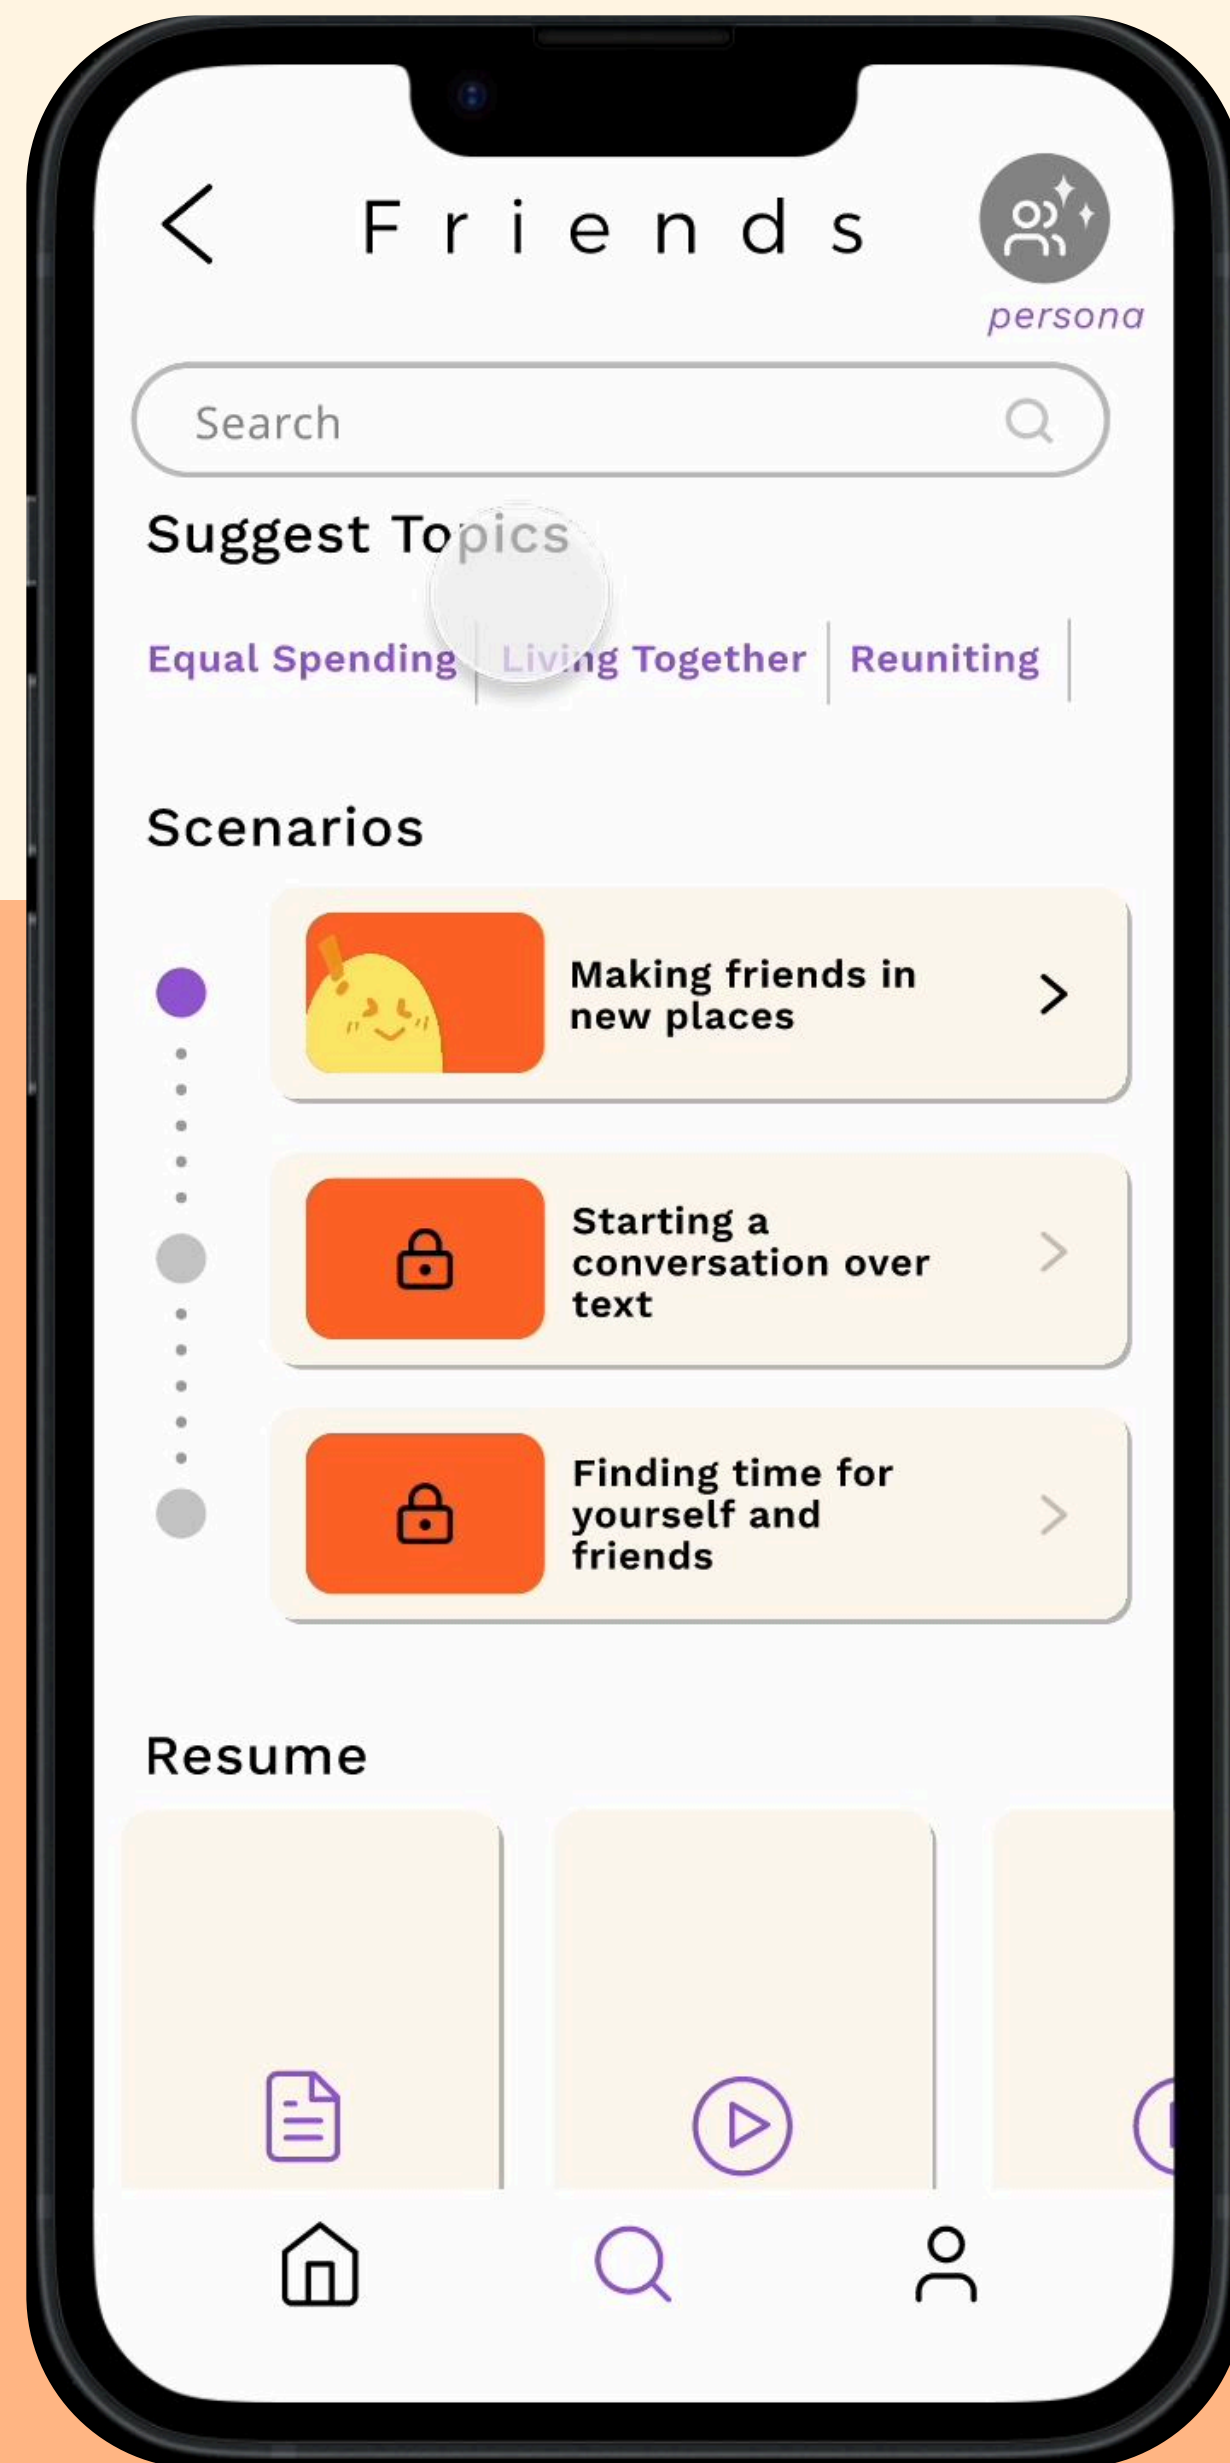 Friends
persona
Search
Suggest Topics
Equal Spending
Living Together
Reuniting
Scenarios
Making friends in
new places
Starting a
conversation over
text
Finding time for
yourself and
friends
Resume